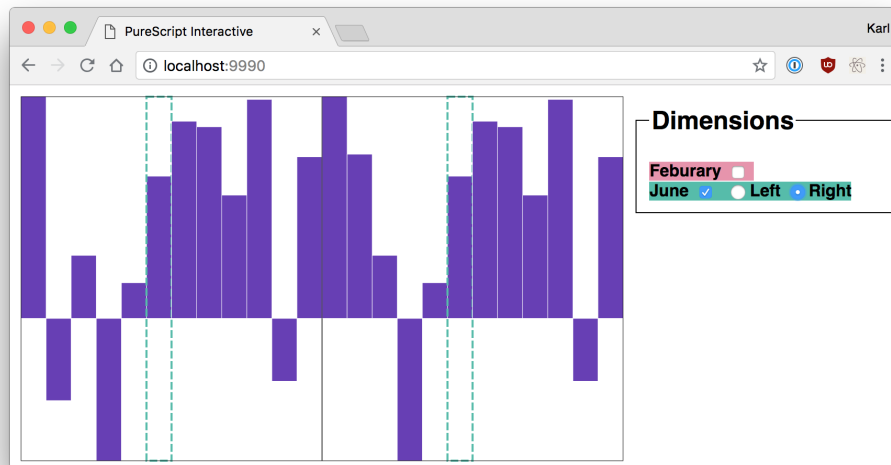 PureScript Interactive
Karl
localhost:9990
Dimensions
Feburary
June Left Right